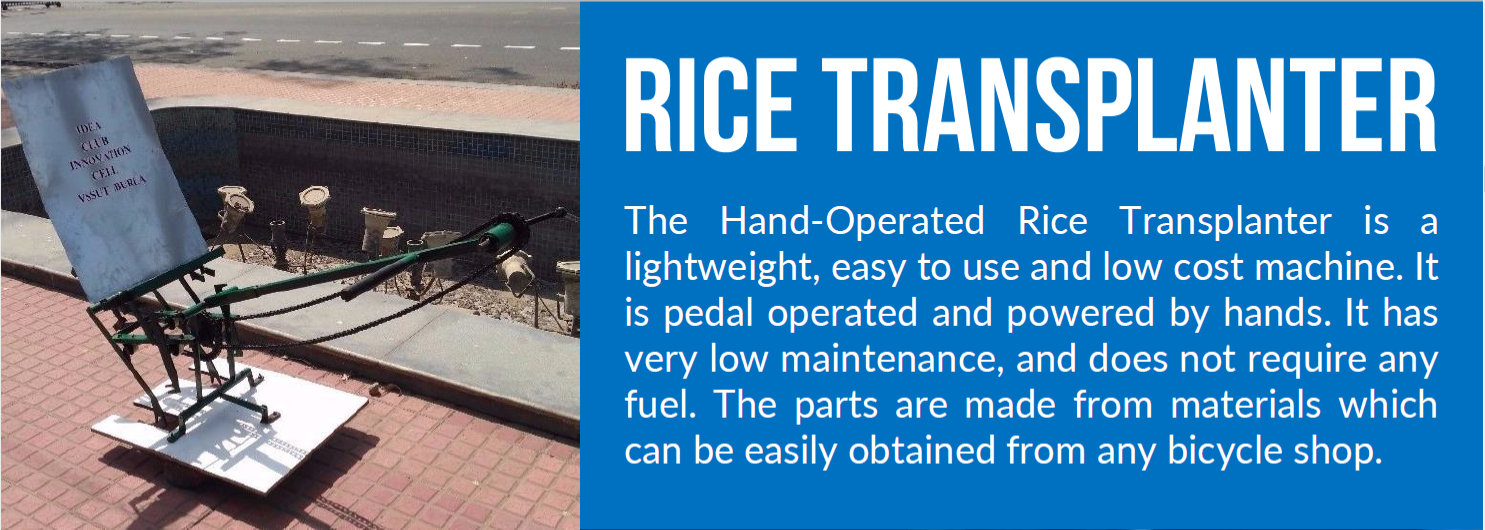 IDEA
CLUB
INNOVATION
CELL
VSSUT BURLA
RICE TRANSPLANTER
The Hand-Operated Rice Transplanter is a
lightweight, easy to use and low cost machine. It
is pedal operated and powered by hands. It has
very low maintenance, and does not require any
fuel. The parts are made from materials which
can be easily obtained from any bicycle shop.